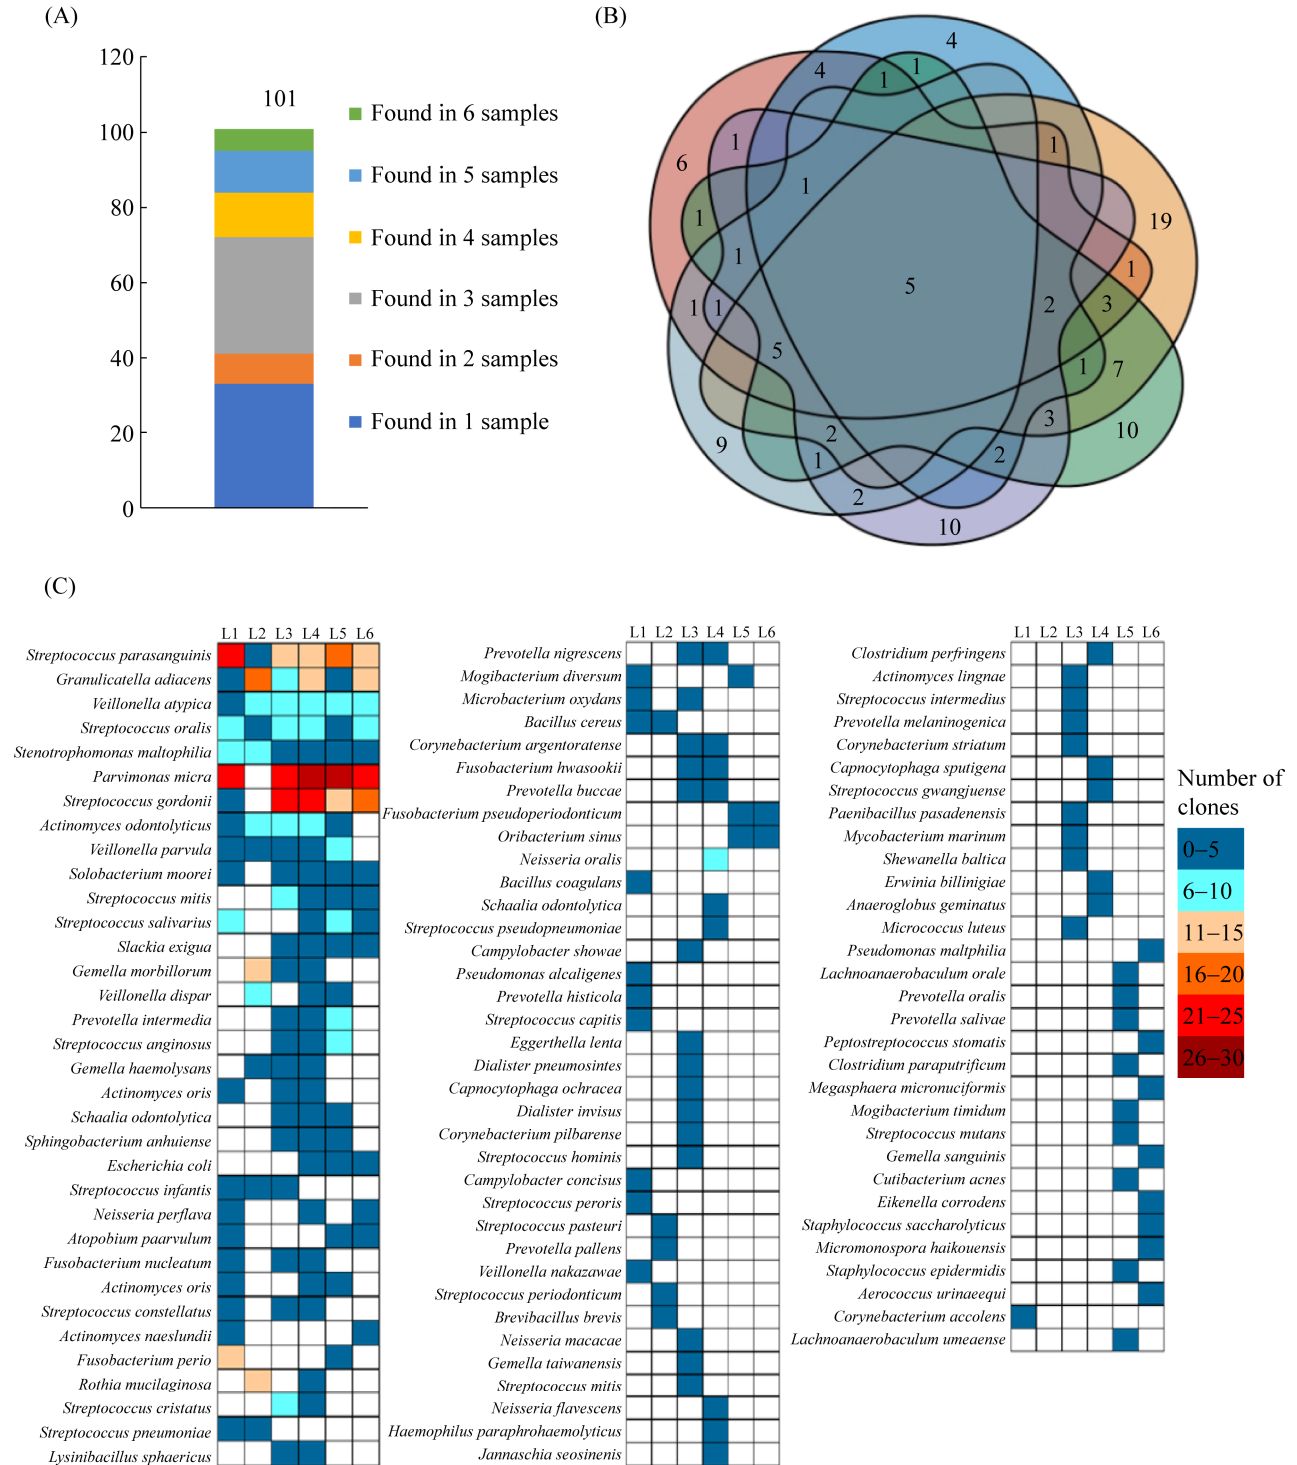 (A)
120
100
80
60
40
20
0
101
Found in 6 samples
Found in 5 samples
Found in 4 samples
Found in 3 samples
Found in 2 samples
Found in 1 sample
(B)
4
4
1
1
6
1
1
1
19
1
1
1
5
2
3
1
1
5
1
7
9
2
3
10
1
2
2
10
(C)
L1 L2 L3 L4 L5 L6
Streptococcus parasanguinis
Granulicatella adiacens
Veillonella atypica
Streptococcus oralis
Stenotrophomonas maltophilia
Parvimonas micra
Streptococcus gordonii
Actinomyces odontolyticus
Veillonella parvula
Solobacterium moorei
Streptococcus mitis
Streptococcus salivarius
Slackia exigua
Gemella morbillorum
Veillonella dispar
Prevotella intermedia
Streptococcus anginosus
Gemella haemolysans
Actinomyces oris
Schaalia odontolytica
Sphingobacterium anhuiense
Escherichia coli
Streptococcus infantis
Neisseria perflava
Atopobium paarvulum
Fusobacterium nucleatum
Actinomyces oris
Streptococcus constellatus
Actinomyces naeslundii
Fusobacterium perio
Rothia mucilaginosa
Streptococcus cristatus
Streptococcus pneumoniae
Lysinibacillus sphaericus
L1 L2 L3 L4 L5 L6
Prevotella nigrescens
Mogibacterium diversum
Microbacterium oxydans
Bacillus cereus
Corynebacterium argentoratense
Fusobacterium hwasookii
Prevotella buccae
Fusobacterium pseudoperiodonticum
Oribacterium sinus
Neisseria oralis
Bacillus coagulans
Schaalia odontolytica
Streptococcus pseudopneumoniae
Campylobacter showae
Pseudomonas alcaligenes
Prevotella histicola
Streptococcus capitis
Eggerthella lenta
Dialister pneumosintes
Capnocytophaga ochracea
Dialister invisus
Corynebacterium pilbarense
Streptococcus hominis
Campylobacter concisus
Streptococcus peroris
Streptococcus pasteuri
Prevotella pallens
Veillonella nakazawae
Streptococcus periodonticum
Brevibacillus brevis
Neisseria macacae
Gemella taiwanensis
Streptococcus mitis
Neisseria flavescens
Haemophilus paraphrohaemolyticus
Jannaschia seosinenis
L1 L2 L3 L4 L5 L6
Clostridium perfringens
Actinomyces lingnae
Streptococcus intermedius
Prevotella melaninogenica
Corynebacterium striatum
Capnocytophaga sputigena
Streptococcus gwangjuense
Paenibacillus pasadenensis
Mycobacterium marinum
Shewanella baltica
Erwinia billinigiae
Anaeroglobus geminatus
Micrococcus luteus
Pseudomonas maltphilia
Lachnoanaerobaculum orale
Prevotella oralis
Prevotella salivae
Peptostreptococcus stomatis
Clostridium paraputrificum
Megasphaera micronuciformis
Mogibacterium timidum
Streptococcus mutans
Gemella sanguinis
Cutibacterium acnes
Eikenella corrodens
Staphylococcus saccharolyticus
Micromonospora haikouensis
Staphylococcus epidermidis
Aerococcus urinaeequi
Corynebacterium accolens
Lachnoanaerobaculum umeaense
Number of
clones
0–5
6–10
11–15
16–20
21–25
26–30